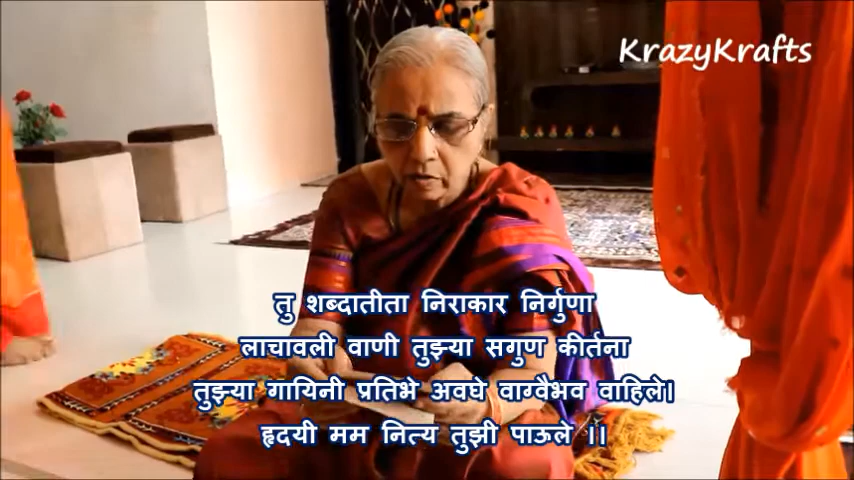 KrazyKrafts
तु शब्दातीता निराकार निर्गुणा
लाचावली वाणी तुझ्या सगुण कीर्तना
तुझ्या गायीनी प्रतिभे अवघे वाग्वैभव वाहिले|
हृदयी मम नित्य तुझी पाऊले ||